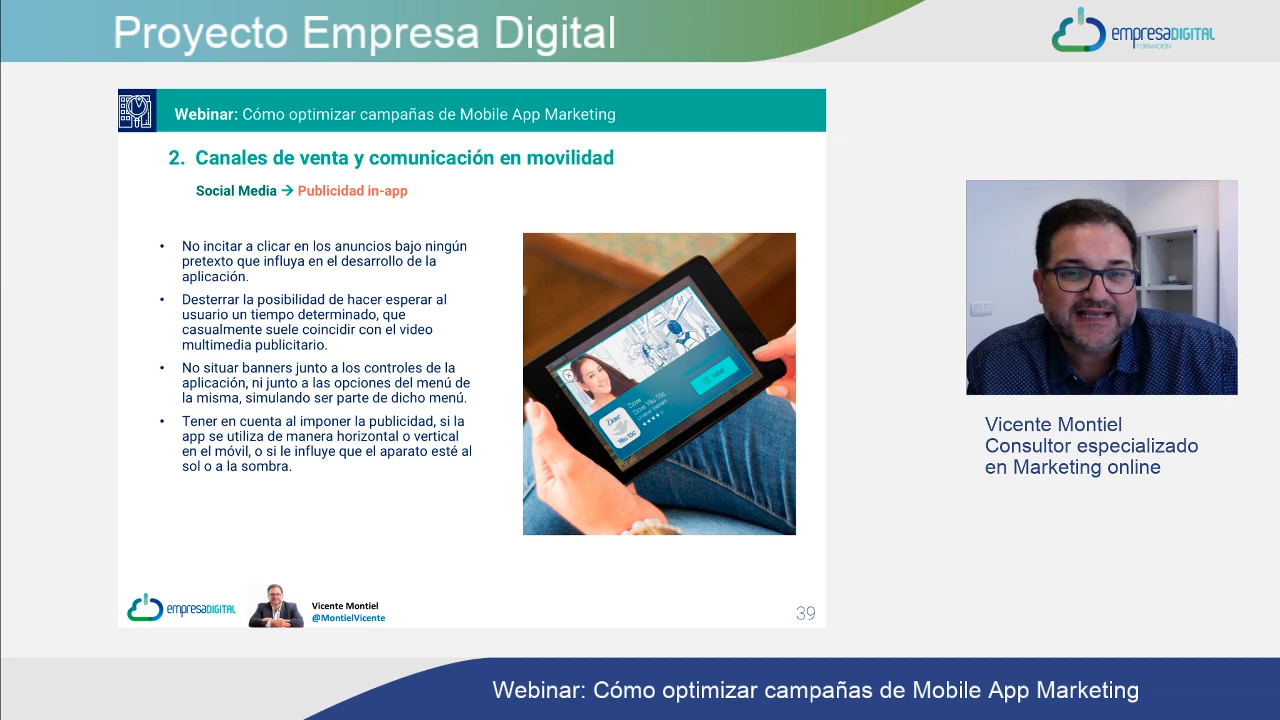 Proyecto Empresa Digital
empresaDIGITAL
FORMACIÓN
Webinar: Cómo optimizar campañas de Mobile App Marketing
2. Canales de venta y comunicación en movilidad
Social Media → Publicidad in-app
• No incitar a clicar en los anuncios bajo ningún
pretexto que influya en el desarrollo de la
aplicación.
• Desterrar la posibilidad de hacer esperar al
usuario un tiempo determinado, que
casualmente suele coincidir con el video
multimedia publicitario.
• No situar banners junto a los controles de la
aplicación, ni junto a las opciones del menú de
la misma, simulando ser parte de dicho menú.
• Tener en cuenta al imponer la publicidad, si la
app se utiliza de manera horizontal o vertical
en el móvil, o si le influye que el aparato esté al
sol o a la sombra.
Dove
Dove Yêu Tóc
Dove
Yêu tóc
Vicente Montiel
Consultor especializado
en Marketing online
empresaDIGITAL
Vicente Montiel
@MontielVicente
39
Webinar: Cómo optimizar campañas de Mobile App Marketing